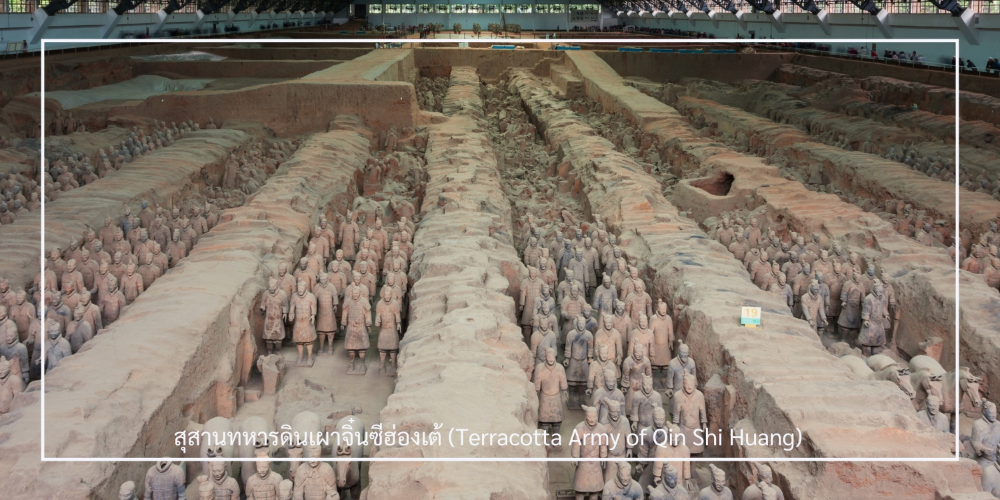 19
สุสานทหารดินเผาจิ๋นซีฮ่องเต้ (Terracotta Army of Qin Shi Huang)